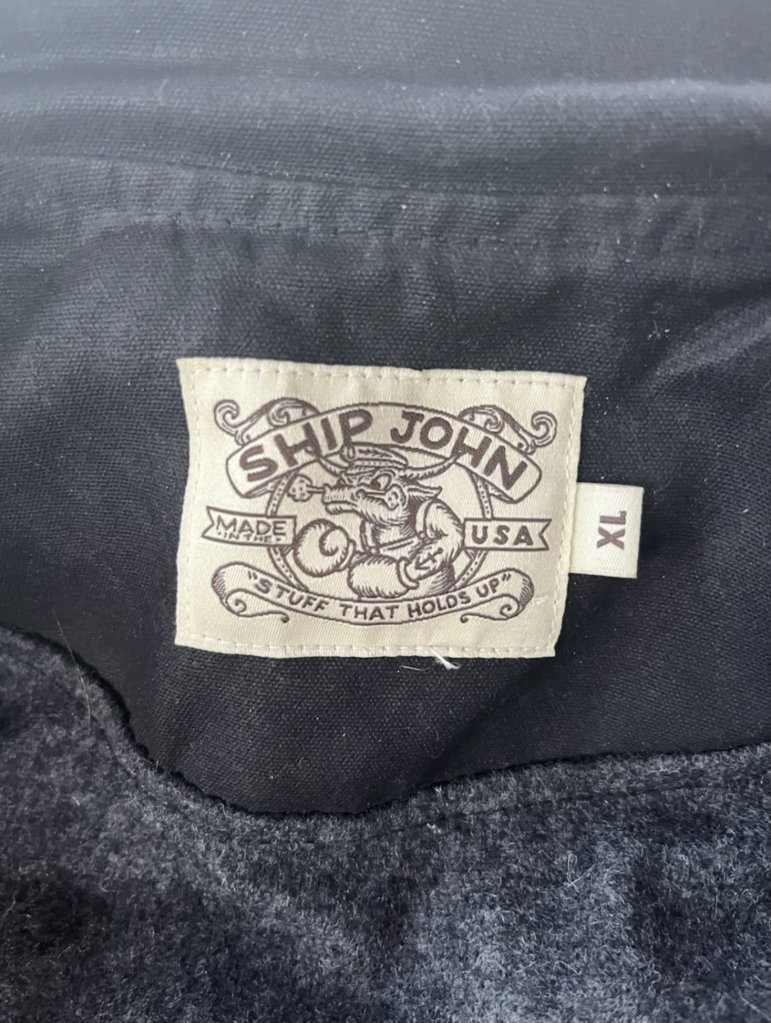 SHIP JOHN
MADE
IN THE
USA
"STUFF THAT HOLDS UP"
XL